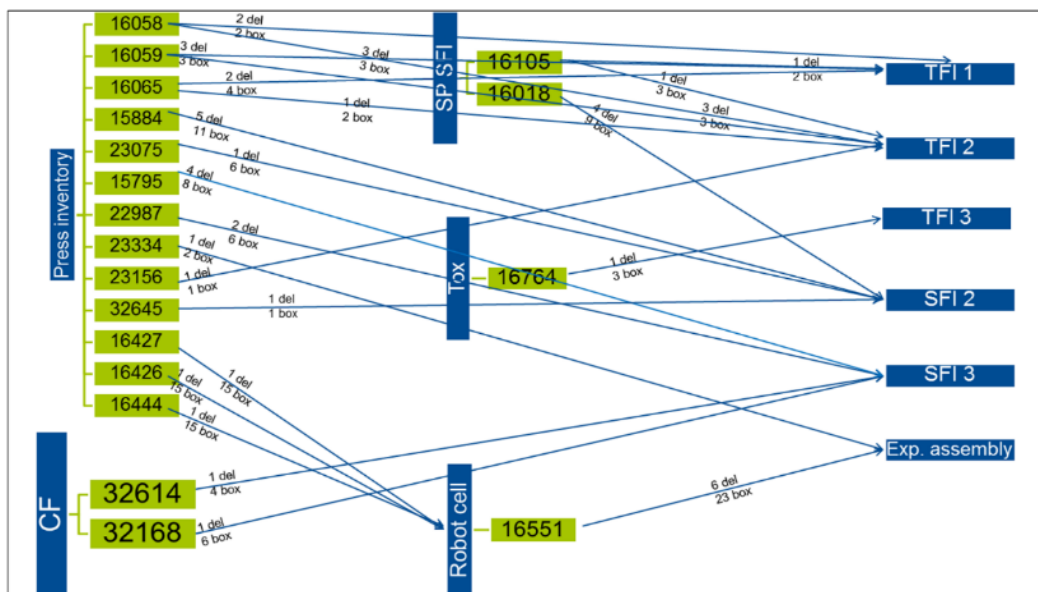 Press inventory
16058
16059
16065
15884
23075
15795
22987
23334
23156
32645
16427
16426
16444
CF
32614
32168
2 del
2 box
3 del
3 box
2 del
4 box
3 del
3 box
1 del
2 box
5 del
11 box
1 del
6 box
4 del
8 box
2 del
6 box
1 del
2 box
1 del
1 box
1 del
1 box
1 del
15 box
1 del
15 box
1 del
15 box
1 del
4 box
1 del
6 box
SP SFI
16105
16018
Tox
16764
Robot cell
16551
1 del
2 box
1 del
3 box
3 del
3 box
4 del
9 box
1 del
3 box
6 del
23 box
TFI 1
TFI 2
TFI 3
SFI 2
SFI 3
Exp. assembly